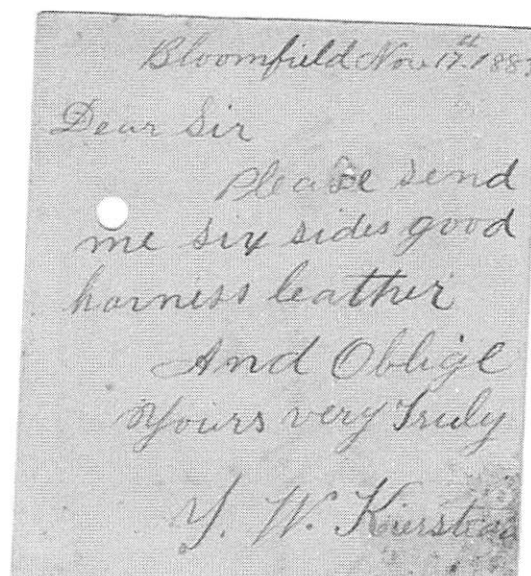 Bloomfield Nov 17th 188
Dear Sir
Please send
me six sides good
harness leather
And Oblige
Yours very Truly
Y. W. Kierstead